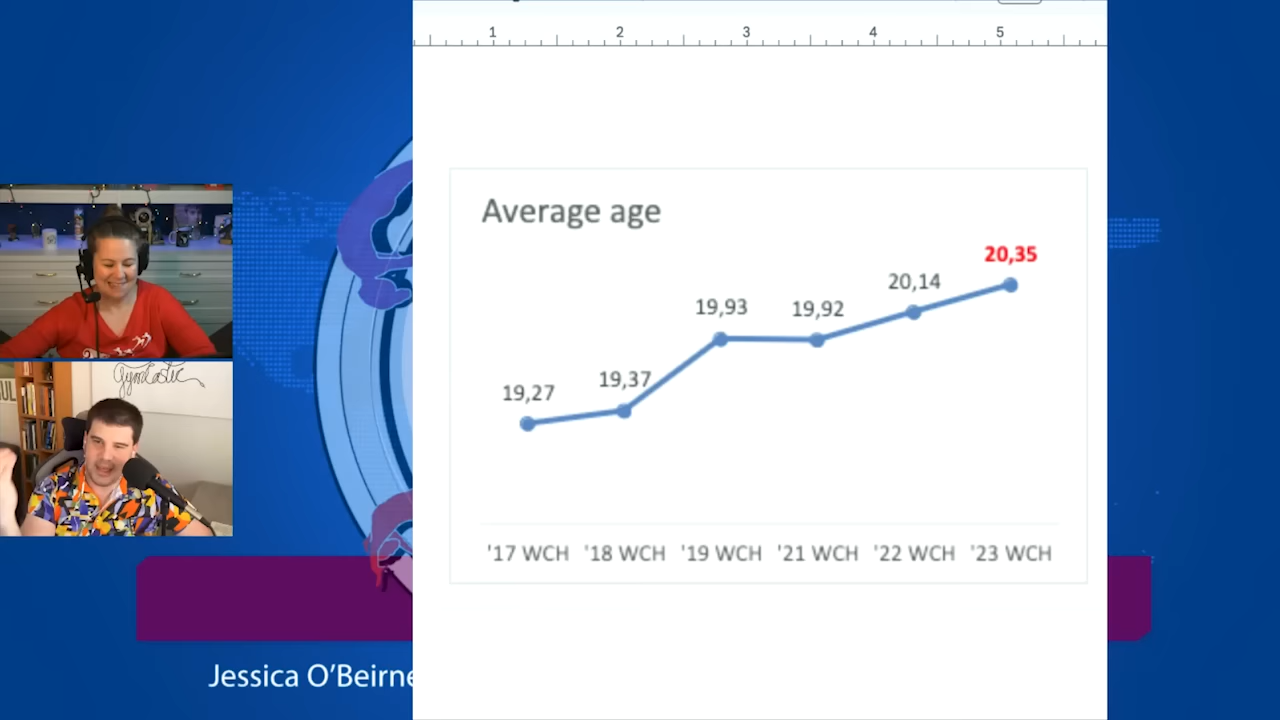 1 2 3 4 5
Average age
20,35
20,14
19,93
19,92
19,37
19,27
'17 WCH '18 WCH '19 WCH '21 WCH '22 WCH '23 WCH
GymCastic
Jessica O'Beirne